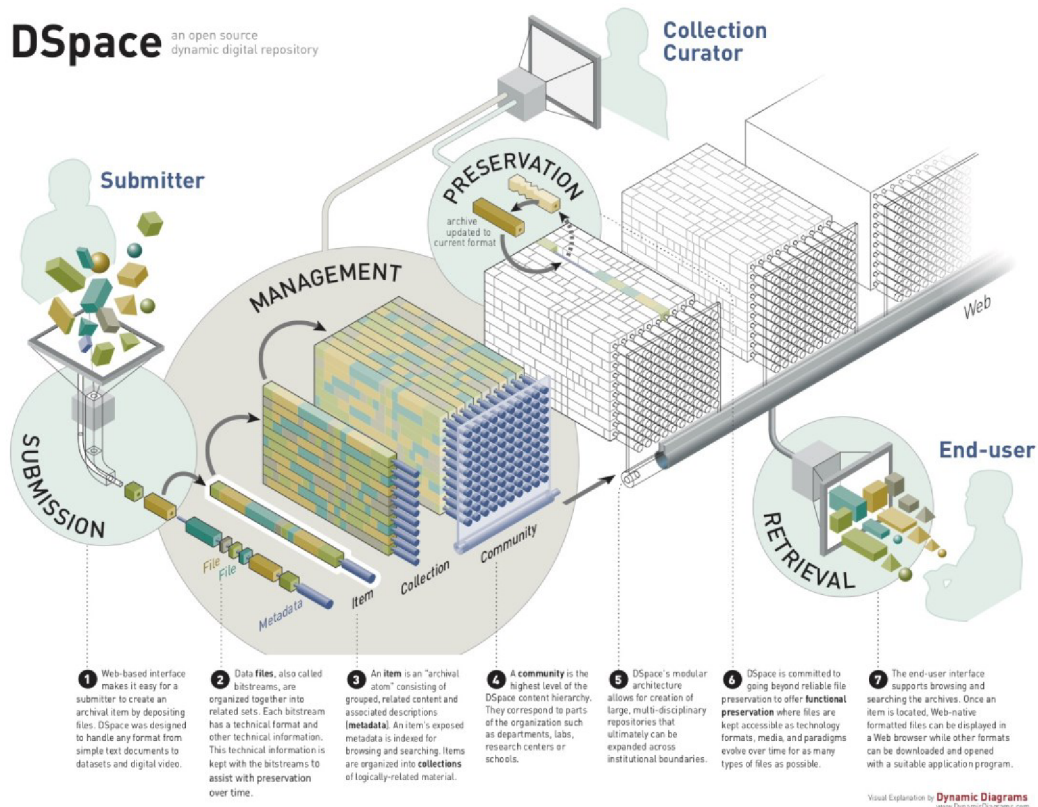 DSpace
an open source
dynamic digital repository
Collection
Curator
Submitter
PRESERVATION
archive
updated to
current format
MANAGEMENT
Web
SUBMISSION
End-user
RETRIEVAL
File
File
Metadata
Item
Collection
Community
1 Web-based interface
makes it easy for a
submitter to create an
archival item by depositing
files. DSpace was designed
to handle any format from
simple text documents to
datasets and digital video.
2 Data files, also called
bitstreams, are
organized together into
related sets. Each bitstream
has a technical format and
other technical information.
This technical information is
kept with the bitstreams to
assist with preservation
over time.
3 An item is an "archival
atom" consisting of
grouped, related content and
associated descriptions
(metadata). An item's exposed
metadata is indexed for
browsing and searching. Items
are organized into collections
of logically-related material.
4 A community is the
highest level of the
DSpace content hierarchy.
They correspond to parts
of the organization such
as departments, labs,
research centers or
schools.
5 DSpace's modular
architecture
allows for creation of
large, multi-disciplinary
repositories that
ultimately can be
expanded across
institutional boundaries.
6 DSpace is committed to
going beyond reliable file
preservation to offer functional
preservation where files are
kept accessible as technology
formats, media, and paradigms
evolve over time for as many
types of files as possible.
7 The end-user interface
supports browsing and
searching the archives. Once an
item is located, Web-native
formatted files can be displayed
in a Web browser while other formats
can be downloaded and opened
with a suitable application program.
Visual Explanation by Dynamic Diagrams
www.DynamicDiagrams.com